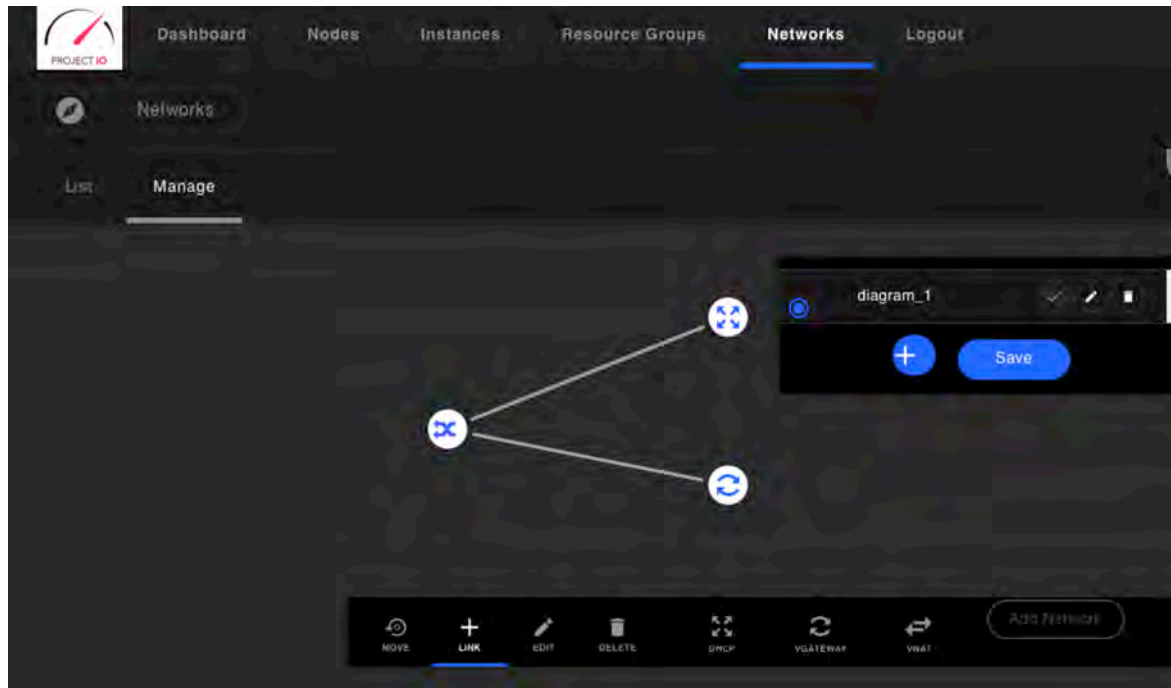 PROJECT IO
Dashboard Nodes Instances Resource Groups Networks Logout
Networks
List Manage
diagram_1
Save
Add Network
MOVE LINK EDIT DELETE DHCP VGATEWAY VNAT